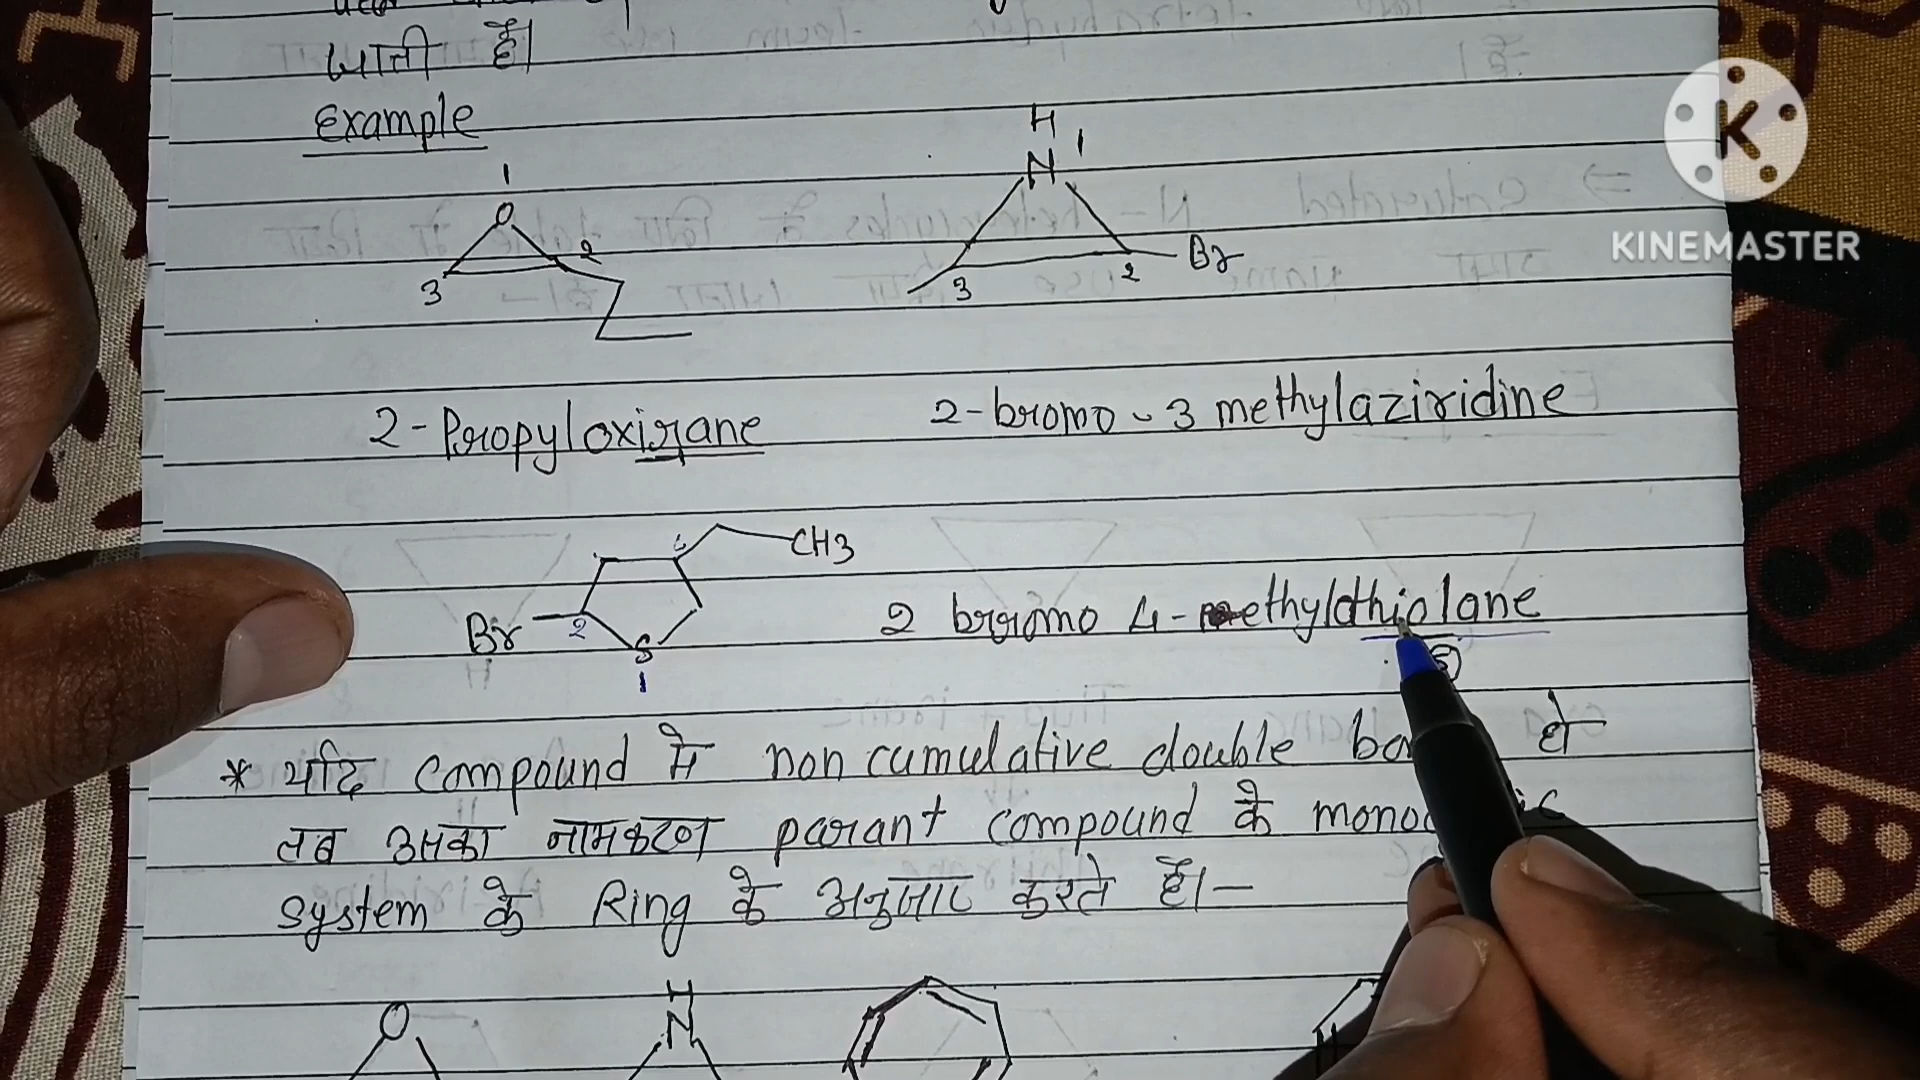 जाती हैं।
Example
H
1
N
1
O
2
3
Br
2
3
KINEMASTER
2-Propyloxirane
2-bromo-3 methylaziridine
CH3
Br
2
S
1
2 bromo 4-ethylthiolane
5
* यदि compound में non cumulative double हो
तब उसका नामकरण parant compound के
system के Ring के अनुसार करते हैं।-
O
H
N